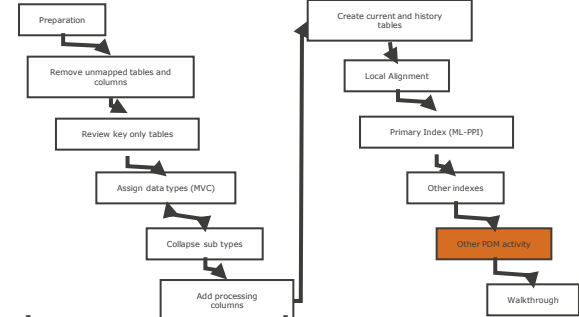 Preparation
Remove unmapped tables and
columns
Review key only tables
Assign data types (MVC)
Collapse sub types
Add processing
columns
Create current and history
tables
Local Alignment
Primary Index (ML-PPI)
Other indexes
Other PDM activity
Walkthrough